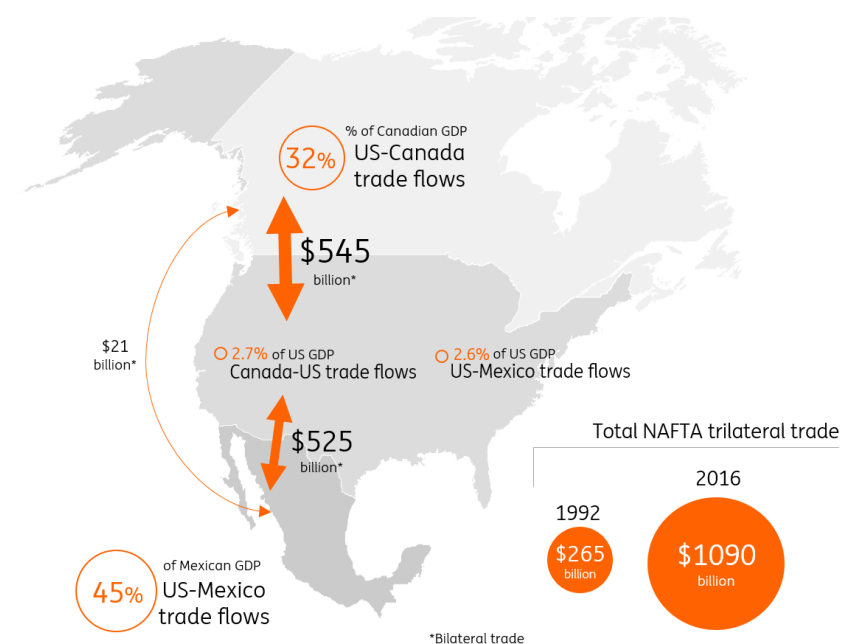 % of Canadian GDP
32%
US-Canada
trade flows
$545
billion*
$21
billion*
2.7% of US GDP
Canada-US trade flows
2.6% of US GDP
US-Mexico trade flows
$525
billion*
Total NAFTA trilateral trade
1992
$265
billion
2016
$1090
billion
of Mexican GDP
45%
US-Mexico
trade flows
*Bilateral trade